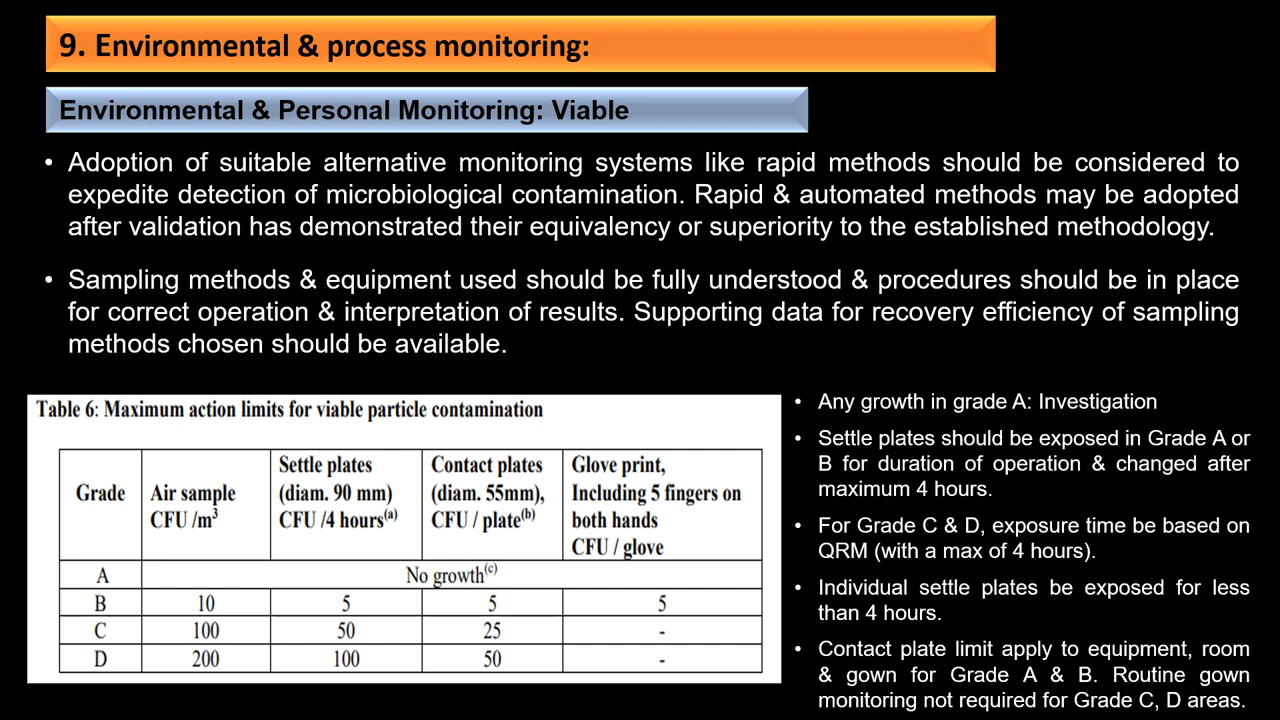 9. Environmental & process monitoring:
Environmental & Personal Monitoring: Viable
• Adoption of suitable alternative monitoring systems like rapid methods should be considered to
expedite detection of microbiological contamination. Rapid & automated methods may be adopted
after validation has demonstrated their equivalency or superiority to the established methodology.
• Sampling methods & equipment used should be fully understood & procedures should be in place
for correct operation & interpretation of results. Supporting data for recovery efficiency of sampling
methods chosen should be available.
Table 6: Maximum action limits for viable particle contamination
Grade | Air sample CFU /m³ | Settle plates (diam. 90 mm) CFU /4 hours(a) | Contact plates (diam. 55mm), CFU / plate(b) | Glove print, Including 5 fingers on both hands CFU / glove
A | No growth(c)
B | 10 | 5 | 5 | 5
C | 100 | 50 | 25 | -
D | 200 | 100 | 50 | -
• Any growth in grade A: Investigation
• Settle plates should be exposed in Grade A or
B for duration of operation & changed after
maximum 4 hours.
• For Grade C & D, exposure time be based on
QRM (with a max of 4 hours).
• Individual settle plates be exposed for less
than 4 hours.
• Contact plate limit apply to equipment, room
& gown for Grade A & B. Routine gown
monitoring not required for Grade C, D areas.